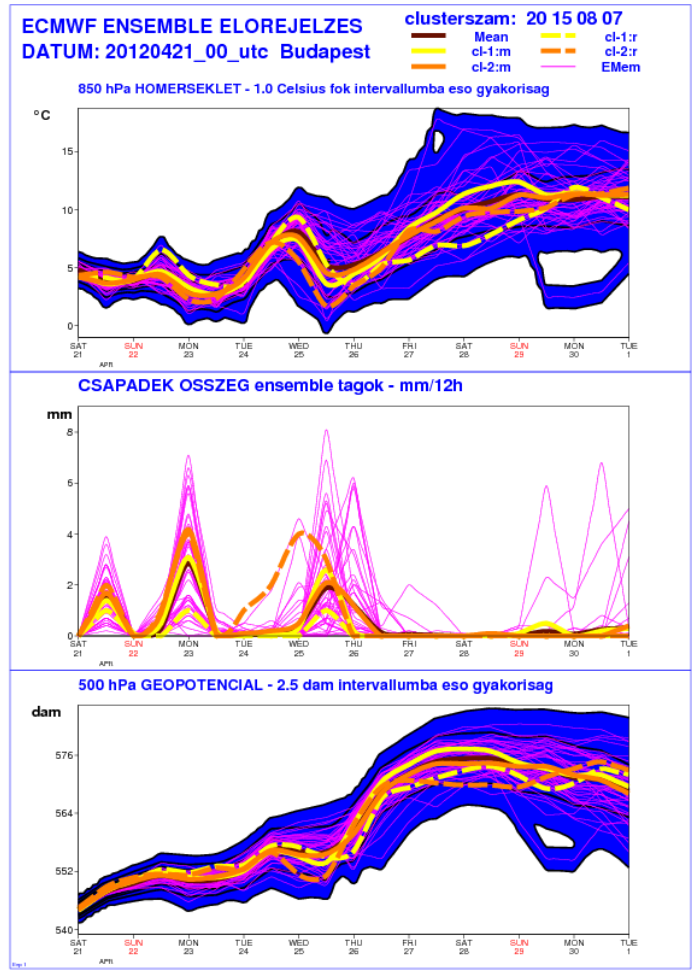 ECMWF ENSEMBLE ELOREJELZES
DATUM: 20120421_00_utc Budapest
clusterszam: 20 15 08 07
Mean
cl-1:r
cl-1:m
cl-2:r
cl-2:m
EMem
850 hPa HOMERSEKLET - 1.0 Celsius fok intervallumba eso gyakorisag
°C
15
10
5
0
SAT SUN MON TUE WED THU FRI SAT SUN MON TUE
21 22 23 24 25 26 27 28 29 30 1
APR
CSAPADEK OSSZEG ensemble tagok - mm/12h
mm
8
6
4
2
0
SAT SUN MON TUE WED THU FRI SAT SUN MON TUE
21 22 23 24 25 26 27 28 29 30 1
APR
500 hPa GEOPOTENCIAL - 2.5 dam intervallumba eso gyakorisag
dam
576
564
552
540
SAT SUN MON TUE WED THU FRI SAT SUN MON TUE
21 22 23 24 25 26 27 28 29 30 1
APR